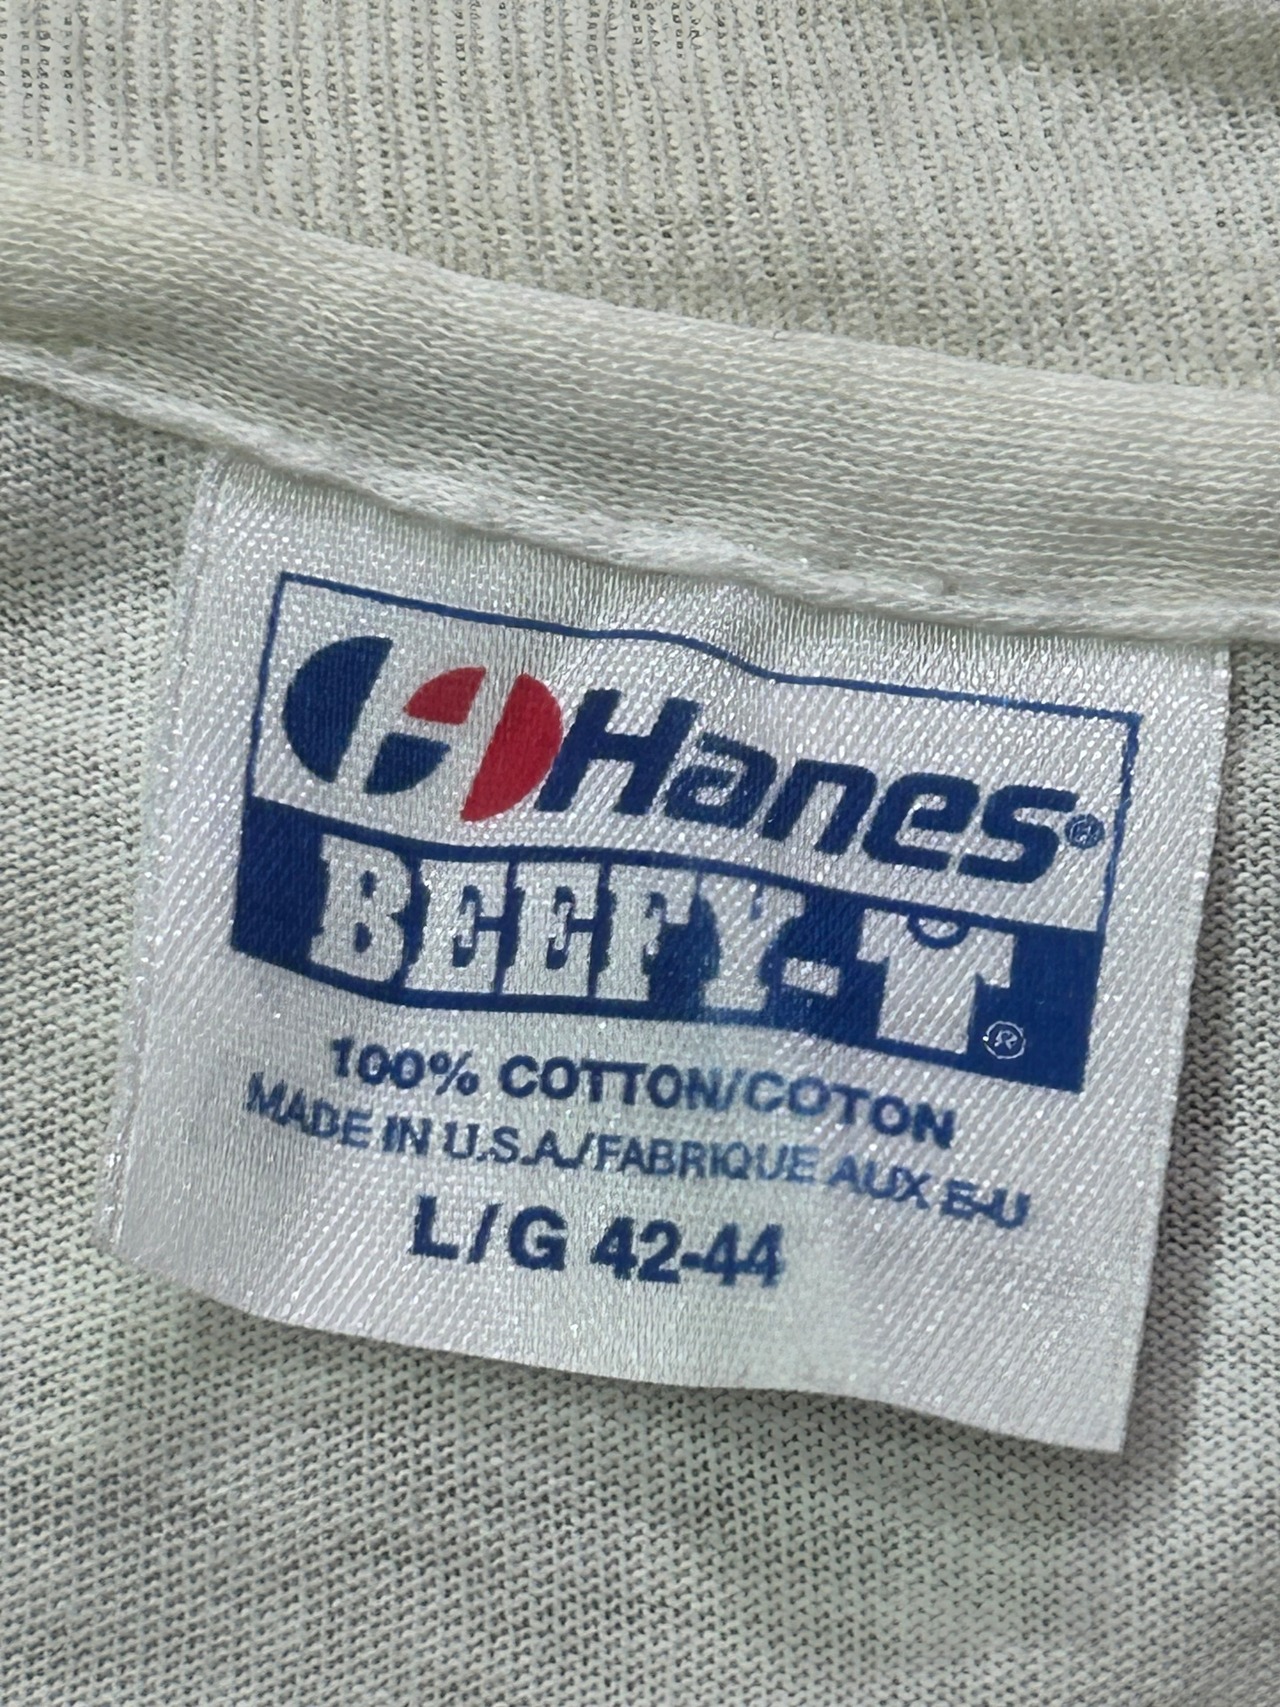 Hanes®
BEEFY-T®
100% COTTON/COTON
MADE IN U.S.A./FABRIQUE AUX E-U
L/G 42-44